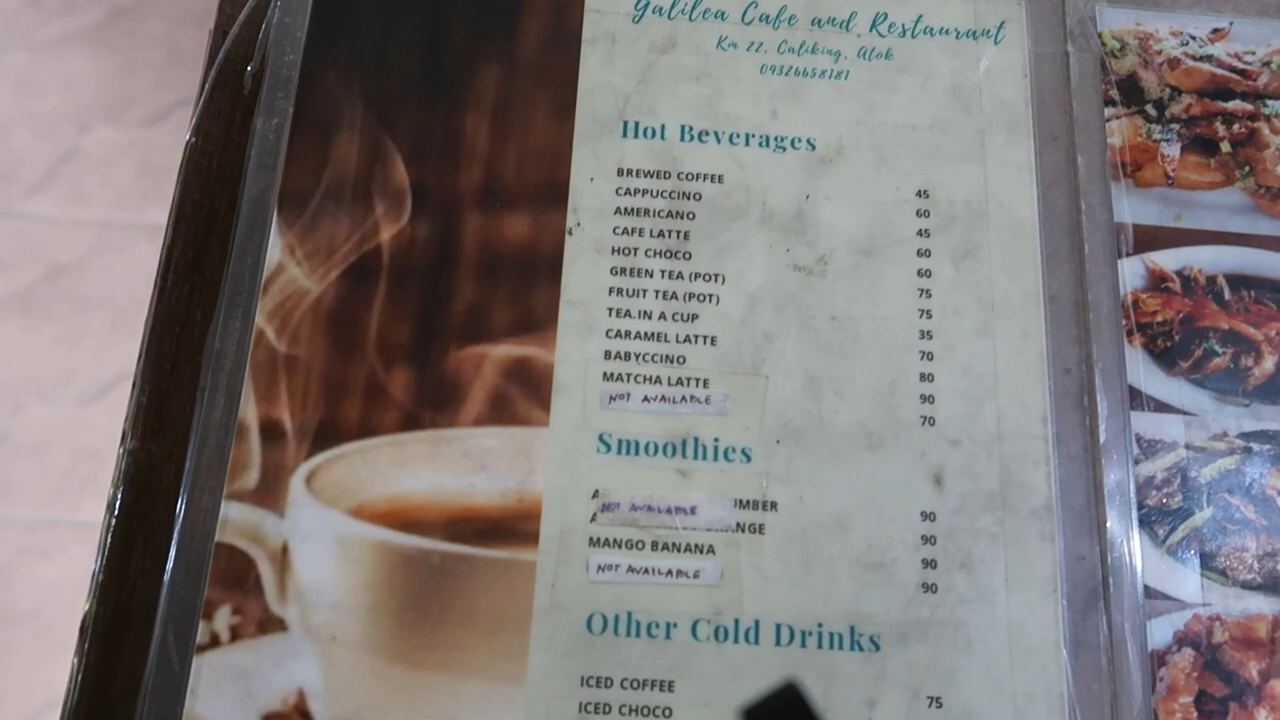 Galilea Cafe and Restaurant
Km 22, Caliking, Atok
09326658181
Hot Beverages
BREWED COFFEE 45
CAPPUCCINO 60
AMERICANO 45
CAFE LATTE 60
HOT CHOCO 60
GREEN TEA (POT) 75
FRUIT TEA (POT) 75
TEA.IN A CUP 35
CARAMEL LATTE 70
BABYCCINO 80
MATCHA LATTE 90
NOT AVAILABLE 70
Smoothies
A UMBER 90
NOT AVAILABLE
A NGE 90
MANGO BANANA 90
NOT AVAILABLE 90
Other Cold Drinks
ICED COFFEE 75
ICED CHOCO